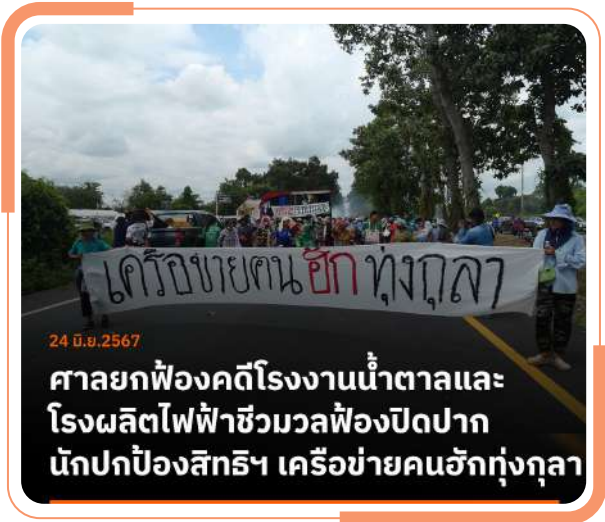 เครือข่ายคนฮักทุ่งกุลา
24 มิ.ย.2567
ศาลยกฟ้องคดีโรงงานน้ำตาลและ
โรงผลิตไฟฟ้าชีวมวลฟ้องปิดปาก
นักปกป้องสิทธิฯ เครือข่ายคนฮักทุ่งกุลา